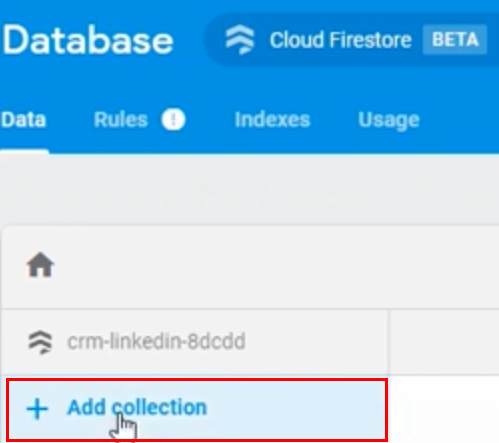 Database Cloud Firestore BETA
Data Rules ! Indexes Usage
crm-linkedin-8dcdd
+ Add collection